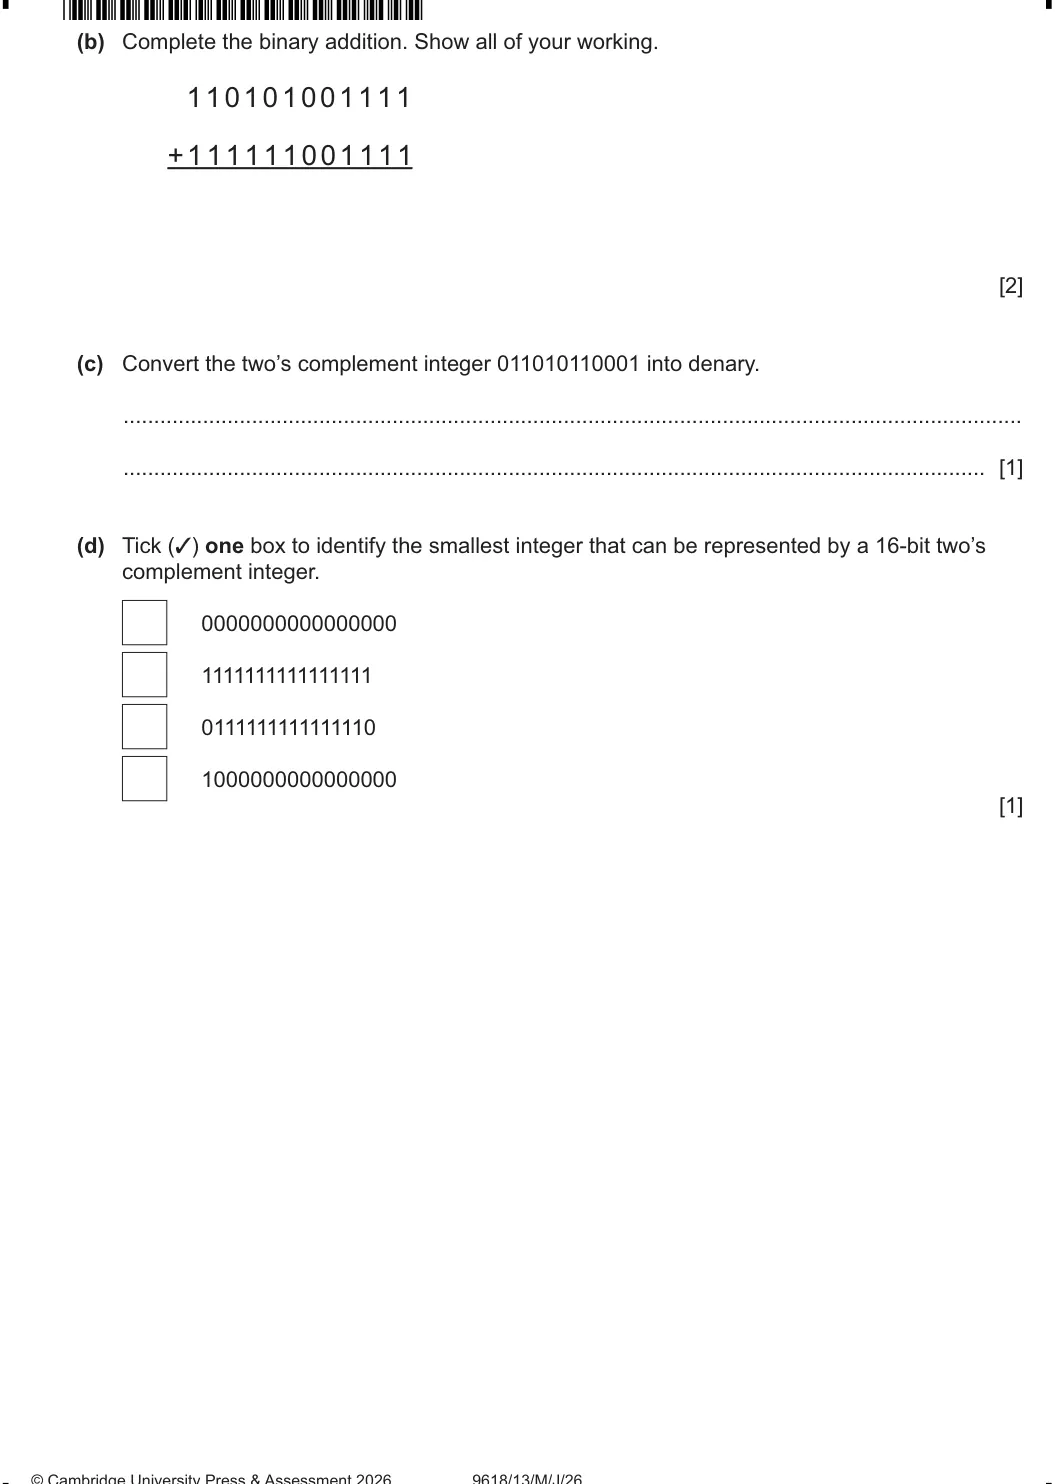 (b) Complete the binary addition. Show all of your working.
110101001111
+111111001111
[2]
(c) Convert the two’s complement integer 011010110001 into denary.
[1]
(d) Tick (✓) one box to identify the smallest integer that can be represented by a 16-bit two’s
complement integer.
0000000000000000
1111111111111111
0111111111111110
1000000000000000
[1]
© Cambridge University Press & Assessment 2026 9618/13/M/J/26